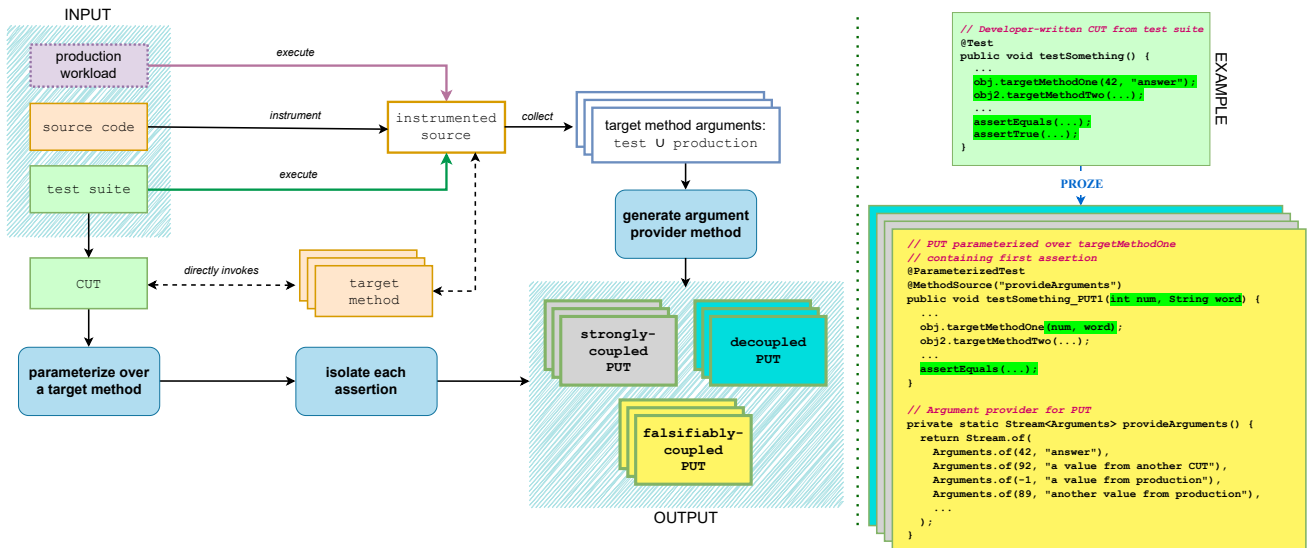 INPUT
production
workload
execute
source code
instrument
instrumented
source
collect
target method arguments:
test ∪ production
test suite
execute
generate argument
provider method
CUT
directly invokes
target
method
parameterize over
a target method
isolate each
assertion
strongly-
coupled
PUT
decoupled
PUT
falsifiably-
coupled
PUT
OUTPUT
// Developer-written CUT from test suite
@Test
public void testSomething() {
...
obj.targetMethodOne(42, "answer");
obj2.targetMethodTwo(...);
...
assertEquals(...);
assertTrue(...);
}
EXAMPLE
PROZE
// PUT parameterized over targetMethodOne
// containing first assertion
@ParameterizedTest
@MethodSource("provideArguments")
public void testSomething_PUT1(int num, String word) {
...
obj.targetMethodOne(num, word);
obj2.targetMethodTwo(...);
...
assertEquals(...);
}
// Argument provider for PUT
private static Stream<Arguments> provideArguments() {
return Stream.of(
Arguments.of(42, "answer"),
Arguments.of(92, "a value from another CUT"),
Arguments.of(-1, "a value from production"),
Arguments.of(89, "another value from production"),
...
);
}